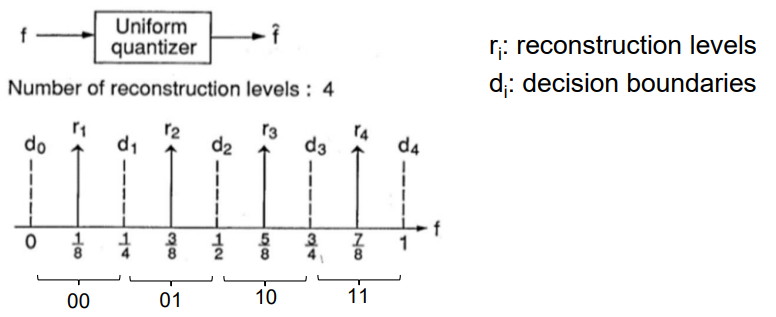 f Uniform quantizer f̂
Number of reconstruction levels : 4
rᵢ: reconstruction levels
dᵢ: decision boundaries
d₀ r₁ d₁ r₂ d₂ r₃ d₃ r₄ d₄
0 1/8 1/4 3/8 1/2 5/8 3/4 7/8 1 f
00 01 10 11